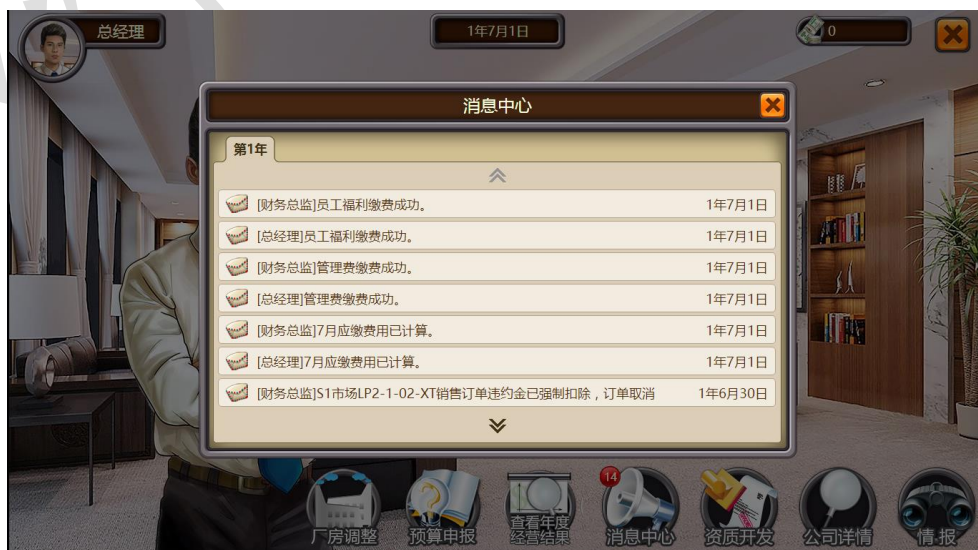 总经理
1年7月1日
0
消息中心
第1年
[财务总监]员工福利缴费成功。 1年7月1日
[总经理]员工福利缴费成功。 1年7月1日
[财务总监]管理费缴费成功。 1年7月1日
[总经理]管理费缴费成功。 1年7月1日
[财务总监]7月应缴费用已计算。 1年7月1日
[总经理]7月应缴费用已计算。 1年7月1日
[财务总监]S1市场LP2-1-02-XT销售订单违约金已强制扣除，订单取消 1年6月30日
14
厂房调整
预算申报
查看年度
经营结果
消息中心
资质开发
公司详情
情报